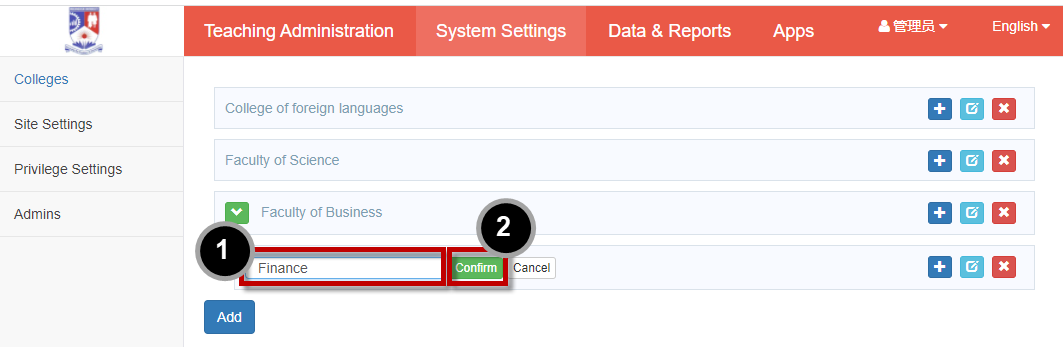 Teaching Administration System Settings Data & Reports Apps 管理员 English
Colleges
Site Settings
Privilege Settings
Admins
College of foreign languages
Faculty of Science
Faculty of Business
1
2
Finance Confirm Cancel
Add